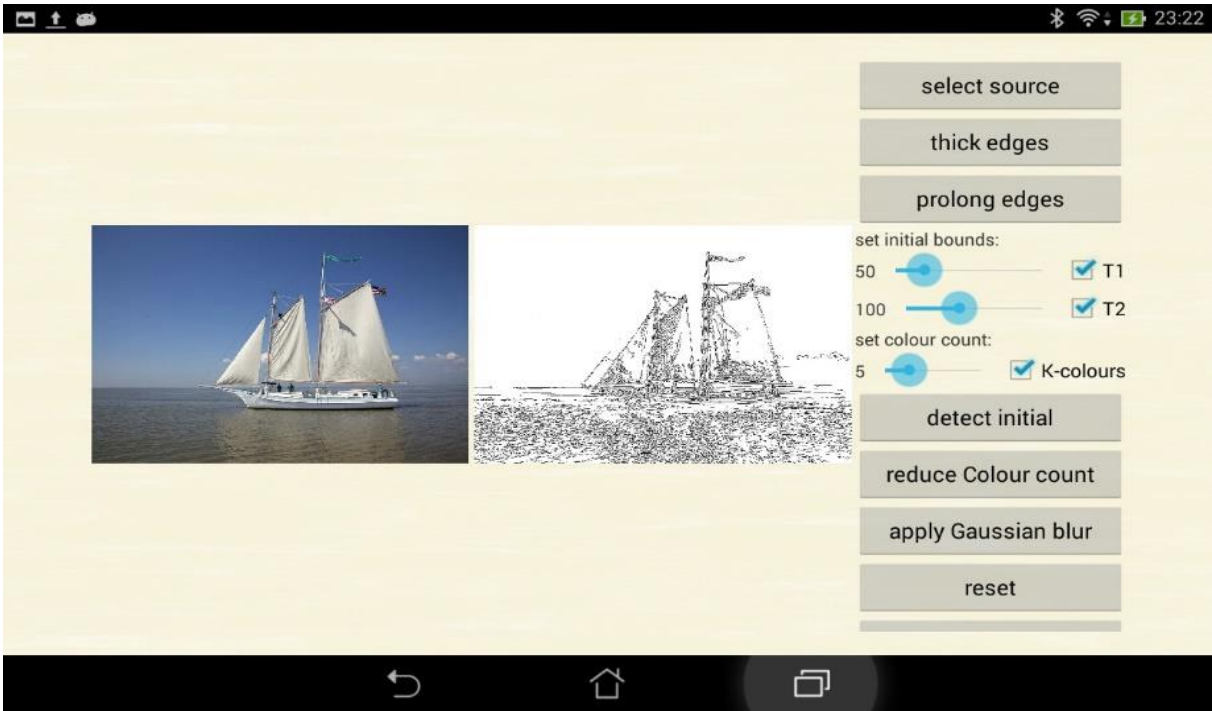 23:22
select source
thick edges
prolong edges
set initial bounds:
50 T1
100 T2
set colour count:
5 K-colours
detect initial
reduce Colour count
apply Gaussian blur
reset